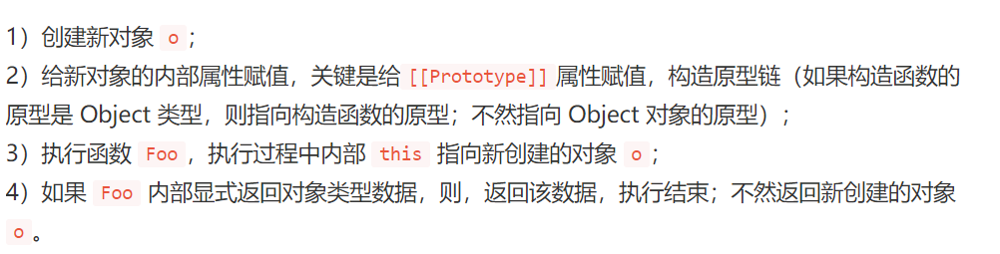 1）创建新对象 o；
2）给新对象的内部属性赋值，关键是给[[Prototype]]属性赋值，构造原型链（如果构造函数的
原型是 Object 类型，则指向构造函数的原型；不然指向 Object 对象的原型）；
3）执行函数 Foo，执行过程中内部 this 指向新创建的对象 o；
4）如果 Foo 内部显式返回对象类型数据，则，返回该数据，执行结束；不然返回新创建的对象
o。